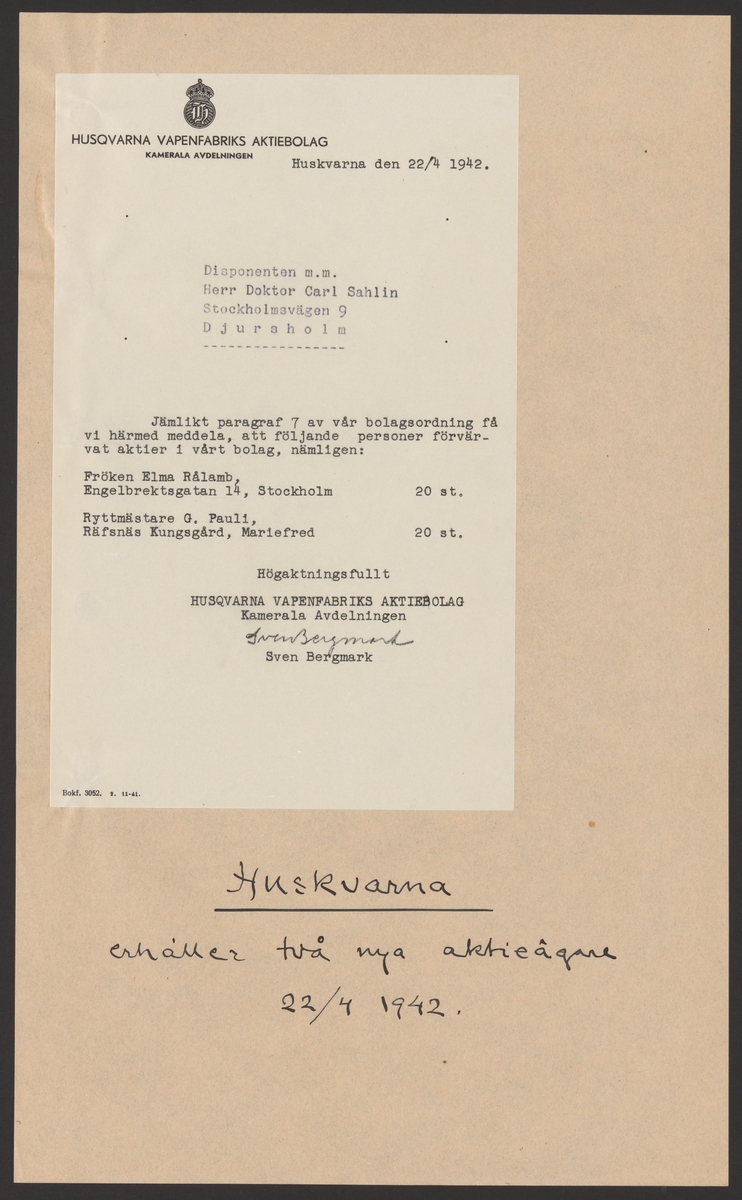 HUSQVARNA VAPENFABRIKS AKTIEBOLAG
KAMERALA AVDELNINGEN
Huskvarna den 22/4 1942.
Disponenten m.m.
Herr Doktor Carl Sahlin
Stockholmsvägen 9
D j u r s h o l m
-----------------
Jämlikt paragraf 7 av vår bolagsordning få
vi härmed meddela, att följande personer förvär-
vat aktier i vårt bolag, nämligen:
Fröken Elma Rålamb,
Engelbrektsgatan 14, Stockholm 20 st.
Ryttmästare G. Pauli,
Räfsnäs Kungsgård, Mariefred 20 st.
Högaktningsfullt
HUSQVARNA VAPENFABRIKS AKTIEBOLAG
Kamerala Avdelningen
Sven Bergmark
Sven Bergmark
Bokf. 3052. 2. 11-41.
Huskvarna
erhåller två nya aktieägare
22/4 1942.